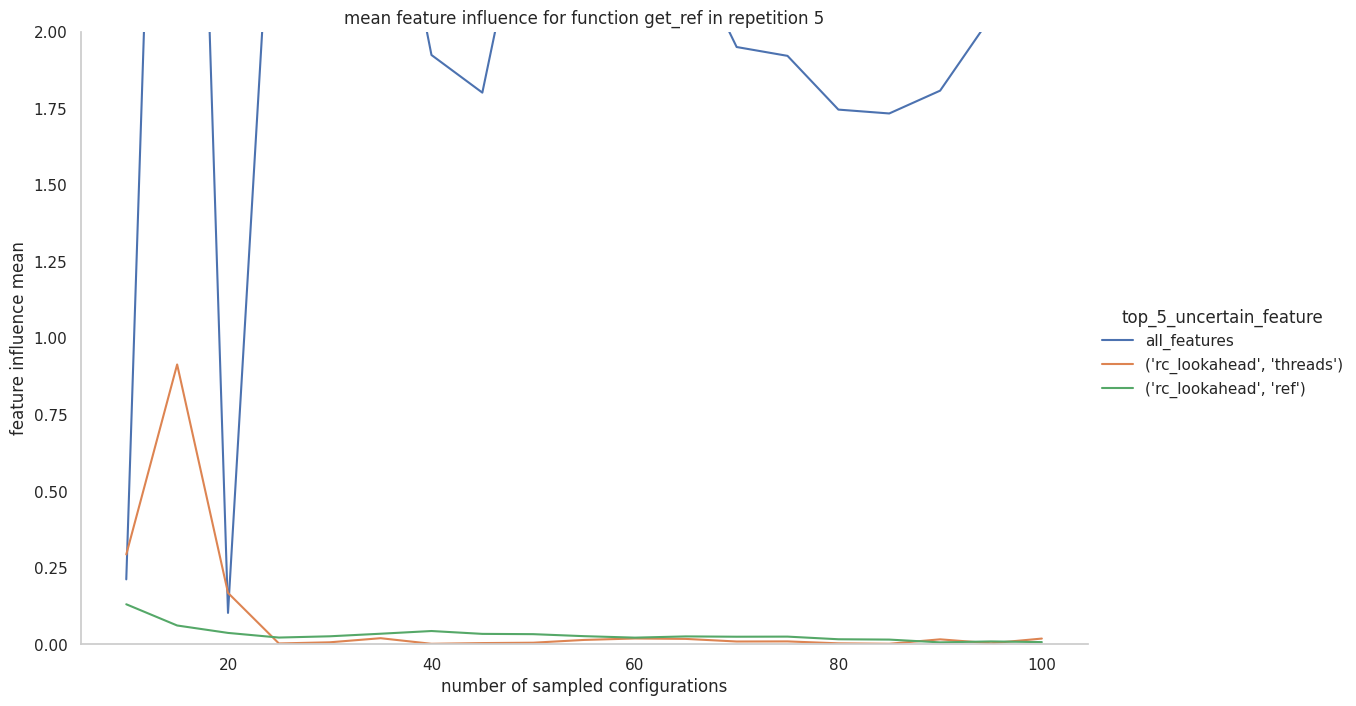 mean feature influence for function get_ref in repetition 5
2.00
1.75
1.50
1.25
1.00
0.75
0.50
0.25
0.00
feature influence mean
20
40
60
80
100
number of sampled configurations
top_5_uncertain_feature
all_features
('rc_lookahead', 'threads')
('rc_lookahead', 'ref')